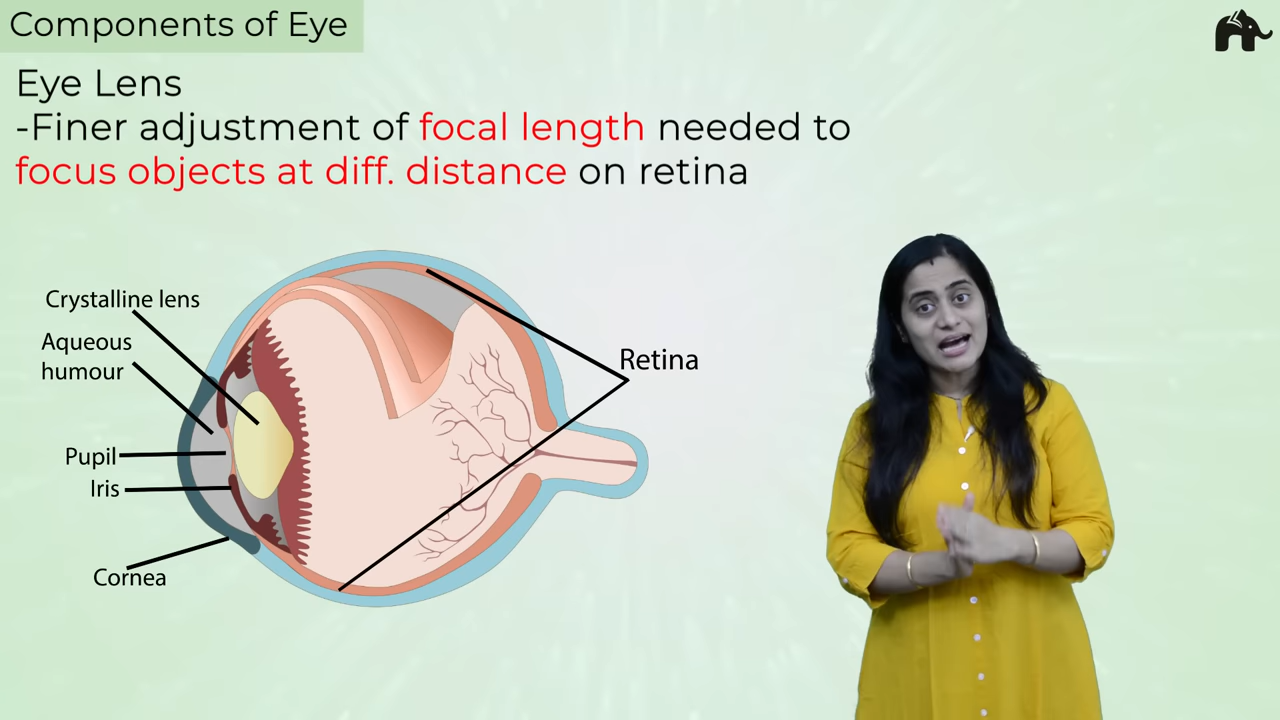 Components of Eye
Eye Lens
-Finer adjustment of focal length needed to
focus objects at diff. distance on retina
Crystalline lens
Aqueous
humour
Pupil
Iris
Cornea
Retina